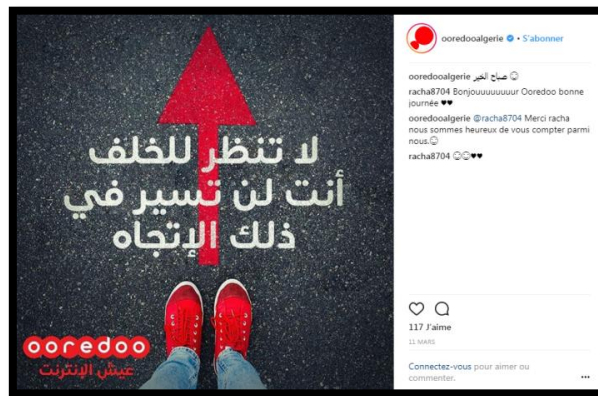 لا تنظر للخلف
أنت لن تسير في
ذلك الإتجاه
ooredoo
عيش الإنترنت
ooredooalgerie • S'abonner
ooredooalgerie صباح الخير ☺
racha8704 Bonjouuuuuuuur Ooredoo bonne
journée ♥♥
ooredooalgerie @racha8704 Merci racha
nous sommes heureux de vous compter parmi
nous.☺
racha8704 ☺☺♥♥
117 J'aime
11 MARS
Connectez-vous pour aimer ou
commenter.